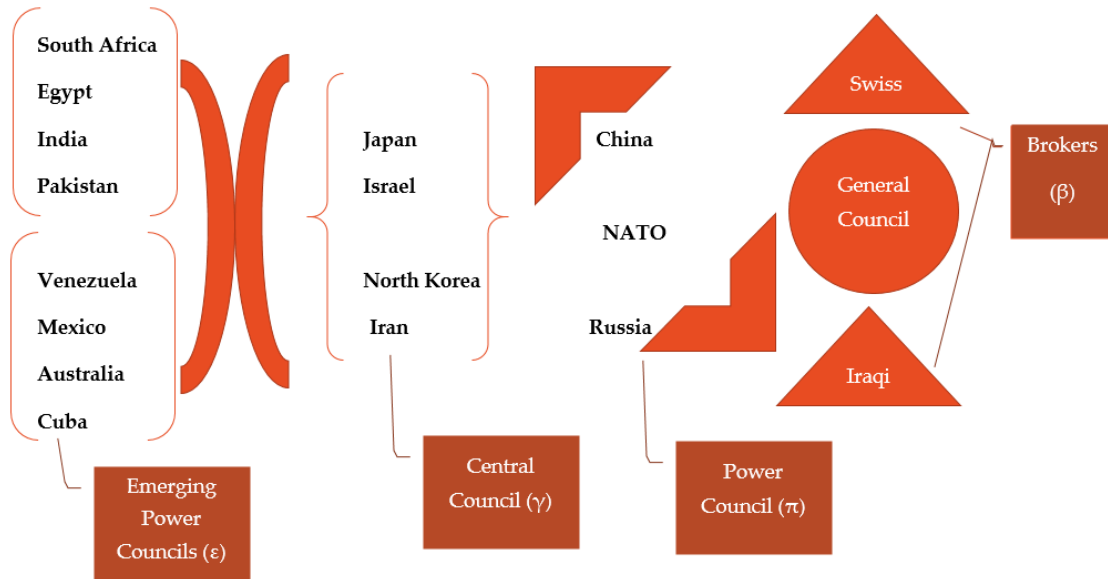 South Africa
Egypt
India
Pakistan
Venezuela
Mexico
Australia
Cuba
Emerging
Power
Councils (ε)
Japan
Israel
North Korea
Iran
Central
Council (γ)
China
NATO
Russia
Power
Council (π)
Swiss
General
Council
Iraqi
Brokers
(β)